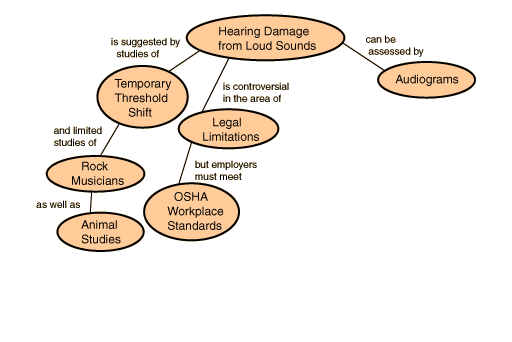 Hearing Damage
from Loud Sounds
is suggested by
studies of
can be
assessed by
Audiograms
Temporary
Threshold
Shift
is controversial
in the area of
Legal
Limitations
and limited
studies of
but employers
must meet
Rock
Musicians
OSHA
Workplace
Standards
as well as
Animal
Studies